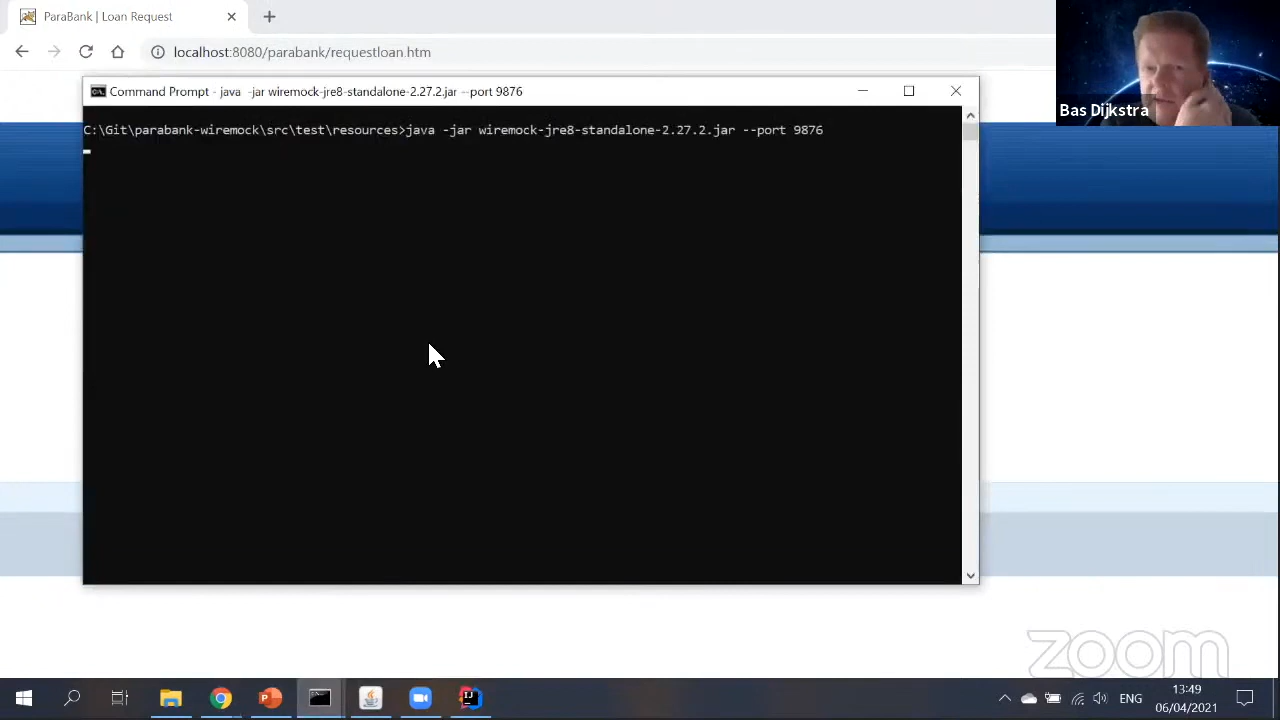 ParaBank | Loan Request
localhost:8080/parabank/requestloan.htm
Command Prompt - java -jar wiremock-jre8-standalone-2.27.2.jar --port 9876
C:\Git\parabank-wiremock\src\test\resources>java -jar wiremock-jre8-standalone-2.27.2.jar --port 9876
Bas Dijkstra
zoom
ENG
13:49
06/04/2021